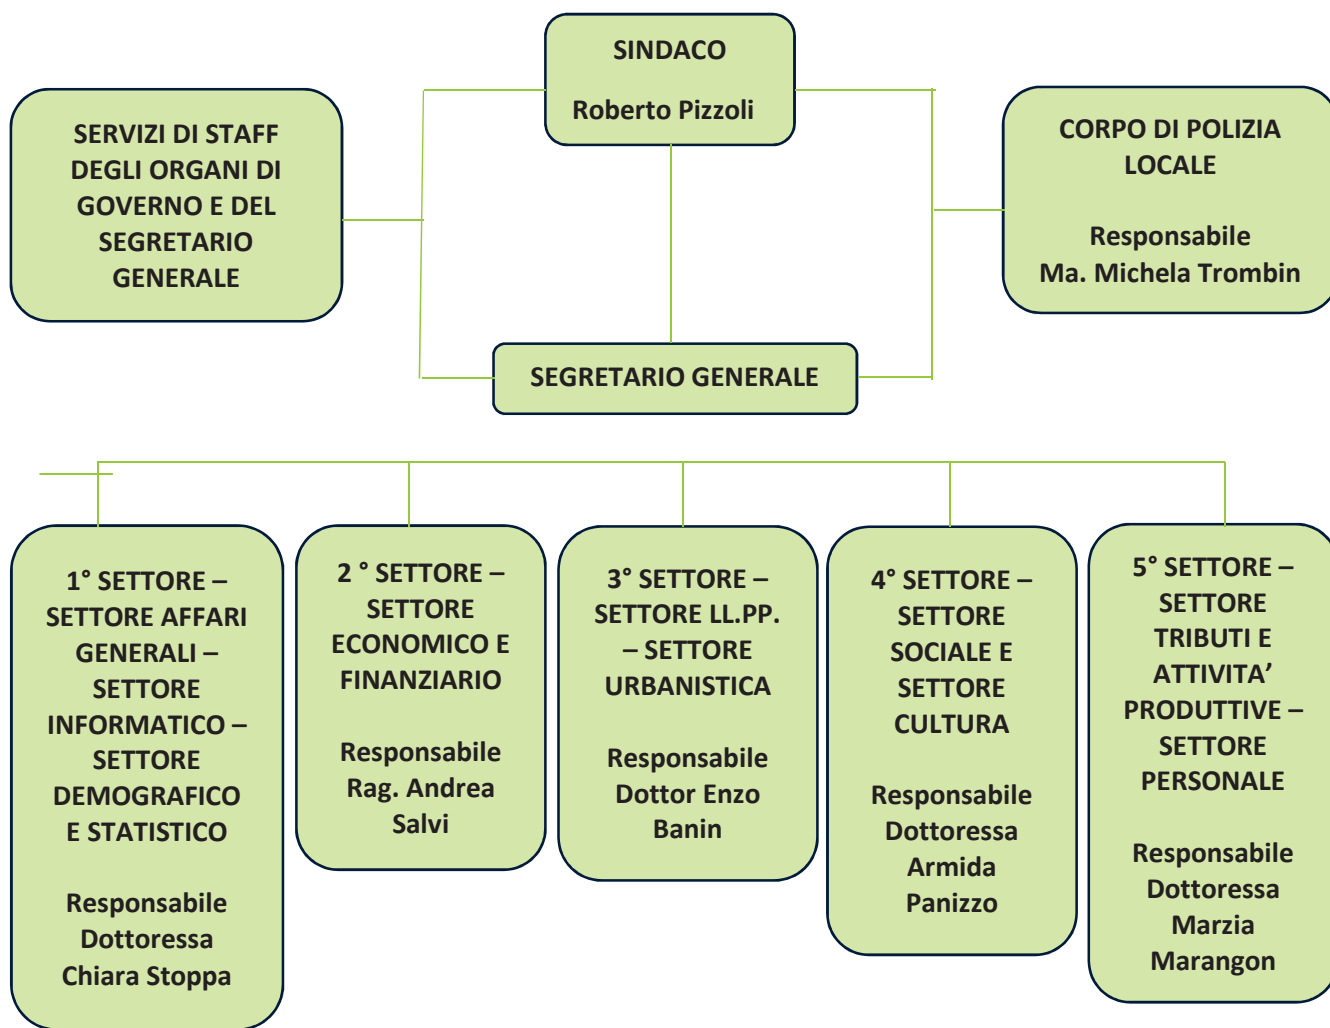 SINDACO
Roberto Pizzoli
SERVIZI DI STAFF
DEGLI ORGANI DI
GOVERNO E DEL
SEGRETARIO
GENERALE
CORPO DI POLIZIA
LOCALE
Responsabile
Ma. Michela Trombin
SEGRETARIO GENERALE
1° SETTORE –
SETTORE AFFARI
GENERALI –
SETTORE
INFORMATICO –
SETTORE
DEMOGRAFICO
E STATISTICO
Responsabile
Dottoressa
Chiara Stoppa
2 ° SETTORE –
SETTORE
ECONOMICO E
FINANZIARIO
Responsabile
Rag. Andrea
Salvi
3° SETTORE –
SETTORE LL.PP.
– SETTORE
URBANISTICA
Responsabile
Dottor Enzo
Banin
4° SETTORE –
SETTORE
SOCIALE E
SETTORE
CULTURA
Responsabile
Dottoressa
Armida
Panizzo
5° SETTORE –
SETTORE
TRIBUTI E
ATTIVITA’
PRODUTTIVE –
SETTORE
PERSONALE
Responsabile
Dottoressa
Marzia
Marangon